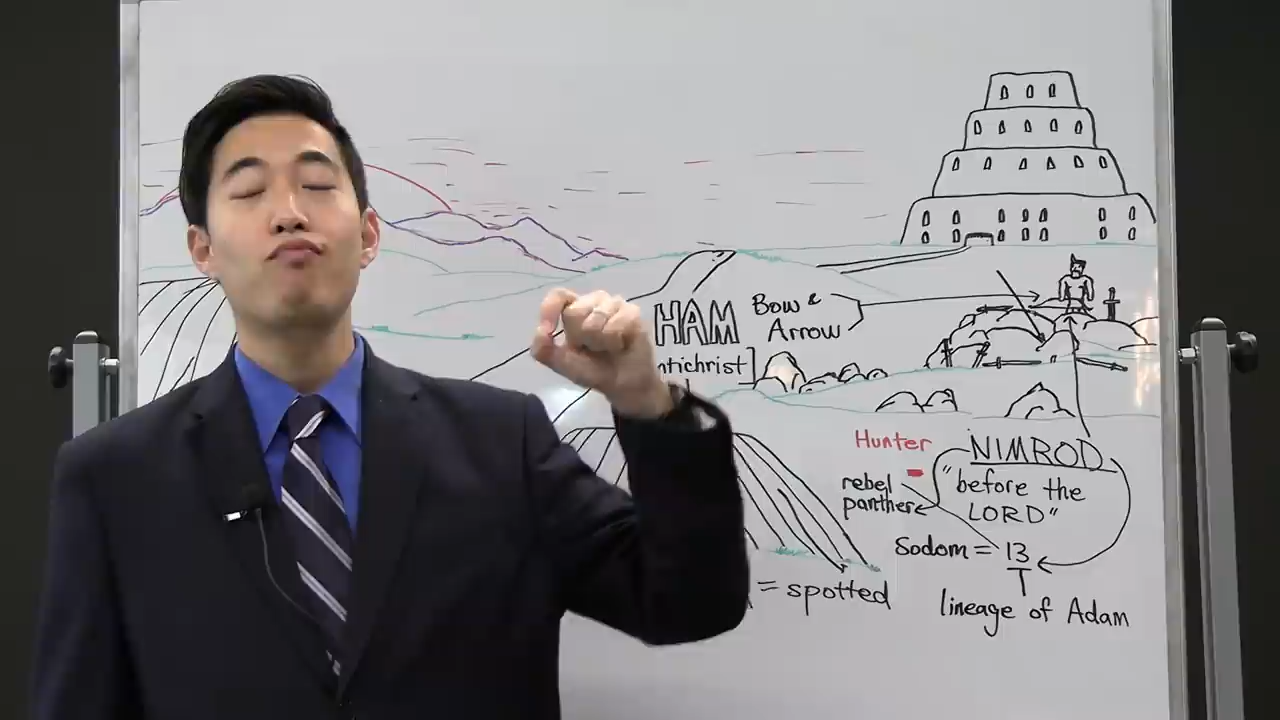 HAM
Bow &
Arrow
ntichrist
Hunter
NIMROD
rebel
panther
"before the
LORD"
Sodom = 13
= spotted
lineage of Adam